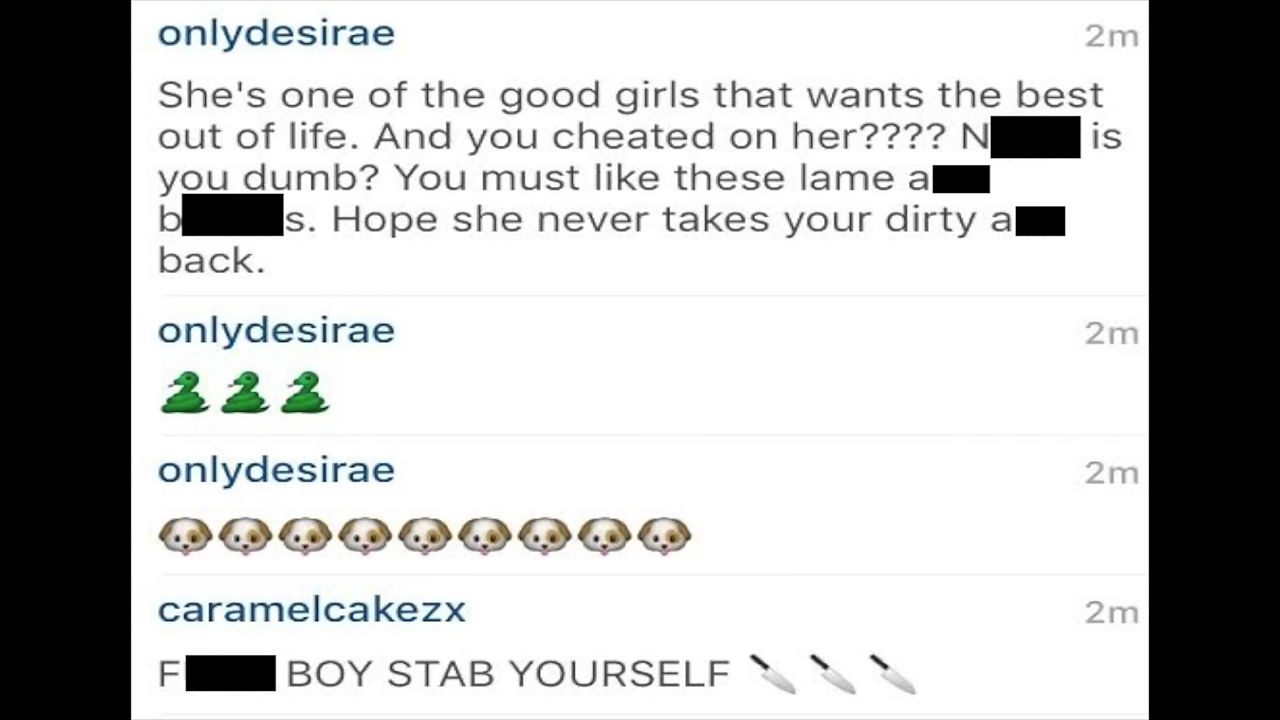 onlydesirae 2m
She's one of the good girls that wants the best
out of life. And you cheated on her???? N is
you dumb? You must like these lame a
b s. Hope she never takes your dirty a
back.
onlydesirae 2m
🐍🐍🐍
onlydesirae 2m
🐶🐶🐶🐶🐶🐶🐶🐶🐶
caramelcakezx 2m
F BOY STAB YOURSELF 🔪🔪🔪